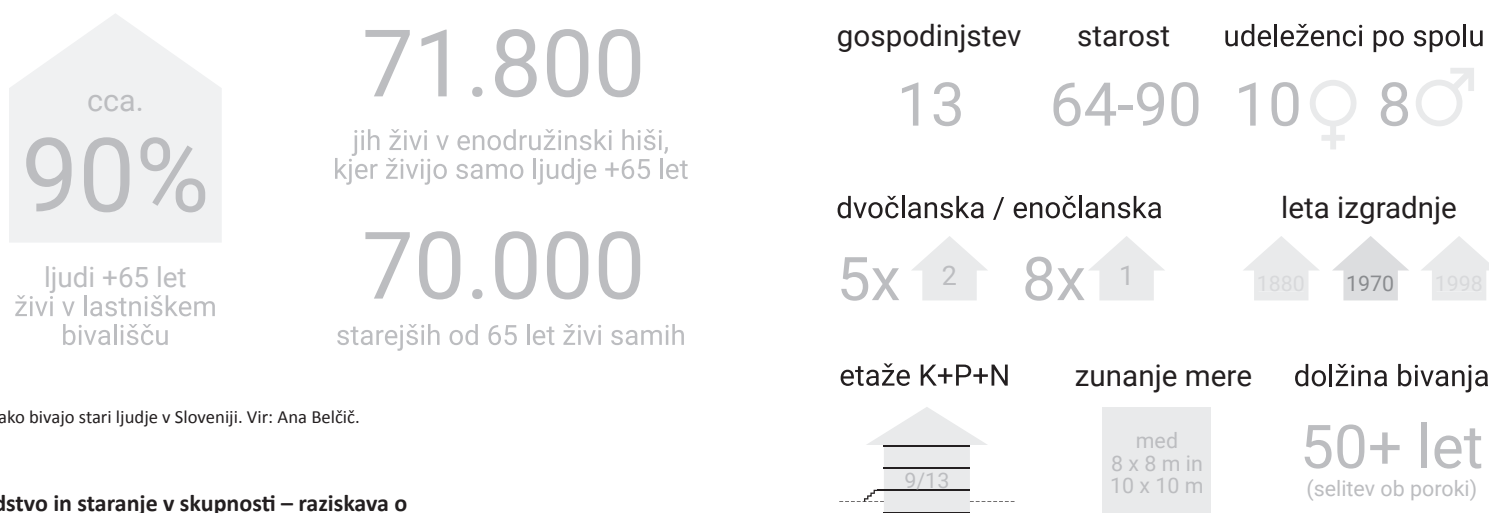 cca.
90%
ljudi +65 let
živi v lastniškem
bivališču
71.800
jih živi v enodružinski hiši,
kjer živijo samo ljudje +65 let
70.000
starejših od 65 let živi samih
ako bivajo stari ljudje v Sloveniji. Vir: Ana Belčič.
dstvo in staranje v skupnosti – raziskava o
gospodinjstev starost udeleženci po spolu
13 64-90 10♀ 8♂
dvočlanska / enočlanska leta izgradnje
5x 2 8x 1 1880 1970 1998
etaže K+P+N zunanje mere dolžina bivanja
9/13
med
8 x 8 m in
10 x 10 m
50+ let
(selitev ob poroki)